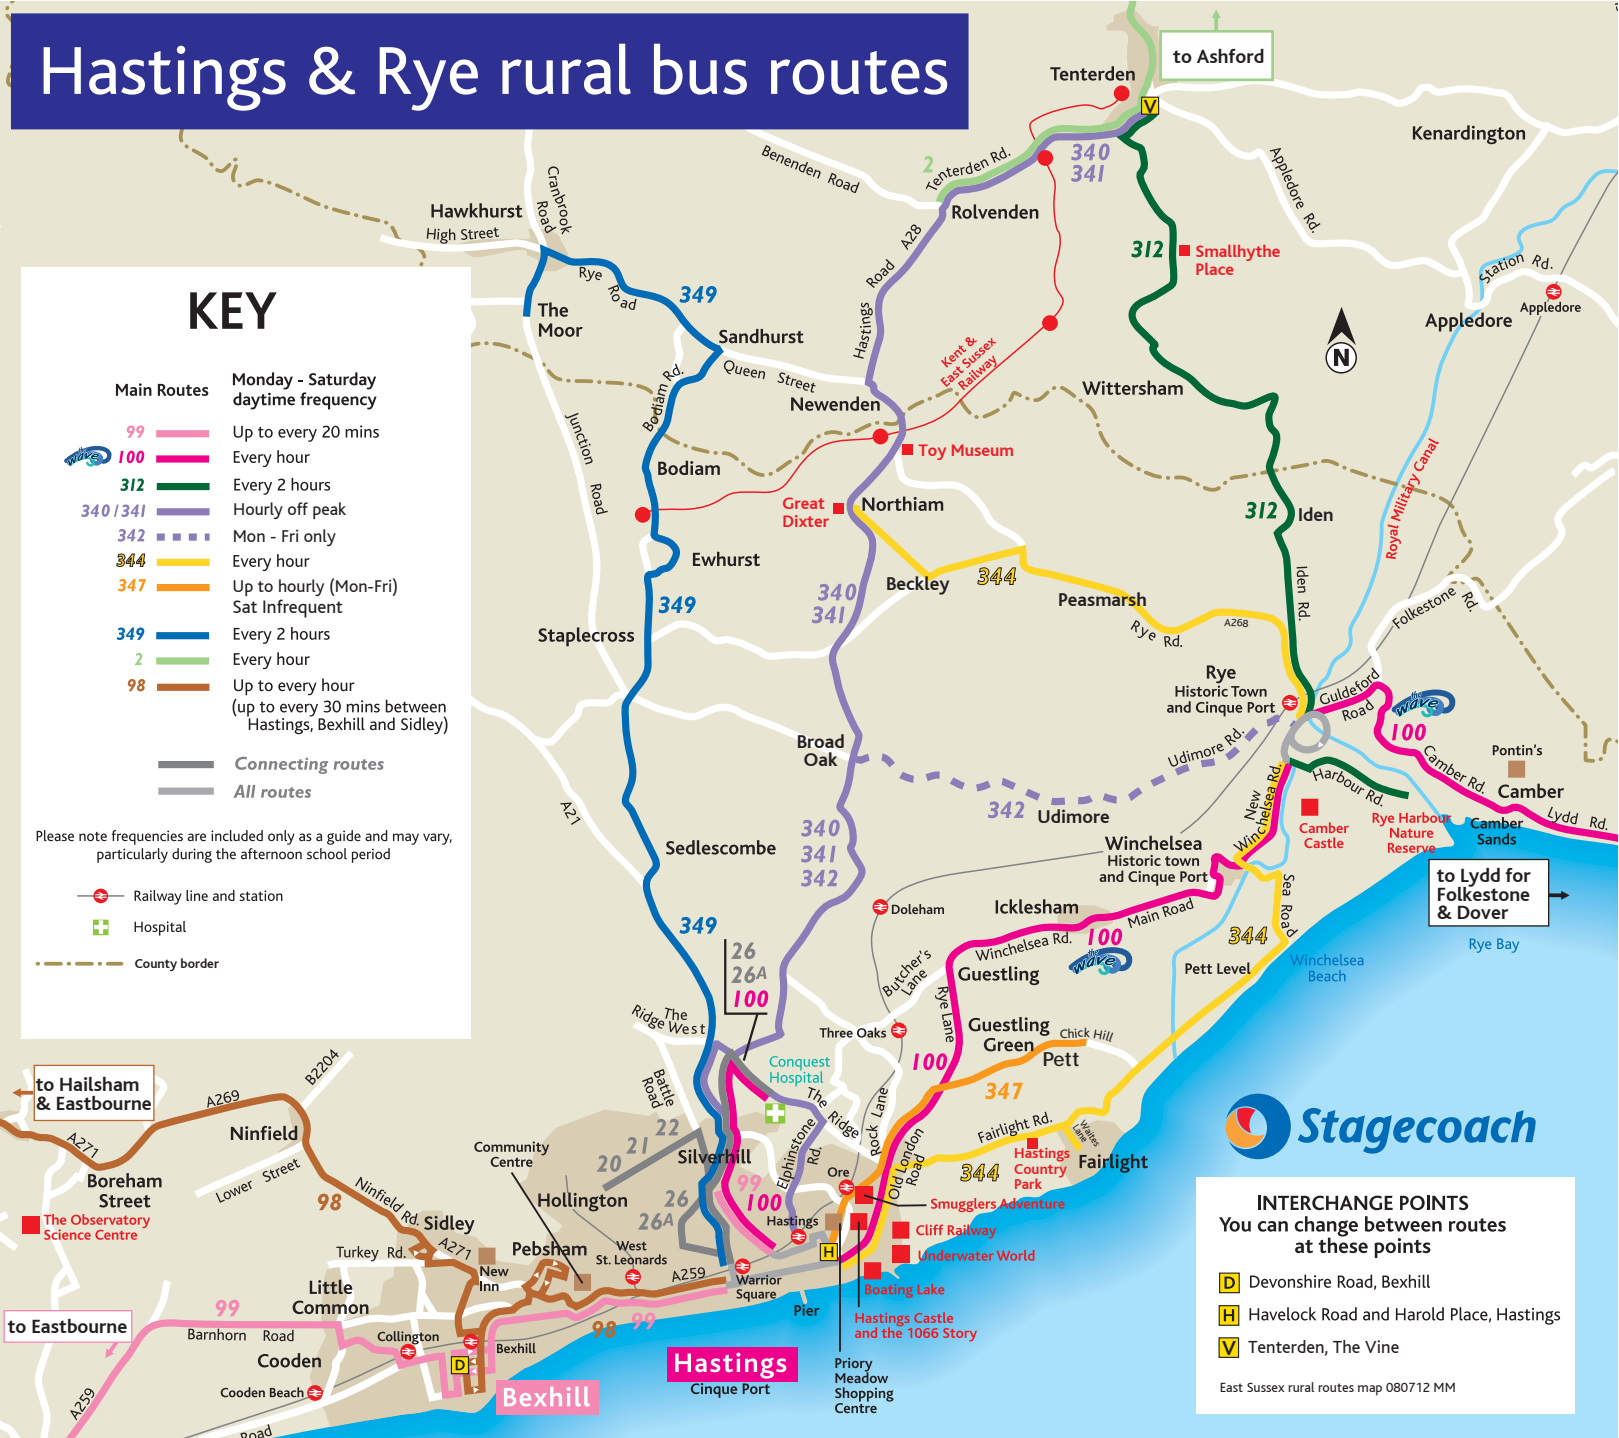 Hastings & Rye rural bus routes
to Ashford
Tenterden
V
Kenardington
340
341
2
Tenterden Rd.
Benenden Road
Appledore Rd.
Cranbrook
Road
Hawkhurst
High Street
Rolvenden
A28
Road
Hastings
312
Smallhythe
Place
Station Rd.
Appledore
Appledore
The
Moor
Rye Road
349
Sandhurst
Queen Street
Bodiam Rd.
Kent &
East Sussex
Railway
N
Wittersham
Newenden
Junction Road
Bodiam
Toy Museum
Great
Dixter
Northiam
312
Iden
Iden Rd.
Royal Military Canal
Ewhurst
349
Beckley
344
Peasmarsh
Rye Rd.
A268
340
341
Staplecross
Folkestone Rd.
Rye
Historic Town
and Cinque Port
Guldeford
Road
the wave
100
Camber Rd.
Pontin's
Camber
Lydd Rd.
Broad
Oak
Udimore Rd.
342
Udimore
A21
New
Winchelsea Rd.
Harbour Rd.
Camber
Castle
Rye Harbour
Nature
Reserve
Camber
Sands
340
341
342
Sedlescombe
Winchelsea
Historic town
and Cinque Port
to Lydd for
Folkestone
& Dover
Rye Bay
Doleham
Icklesham
Main Road
Sea Road
349
Winchelsea Rd.
100
the wave
344
26
26A
100
Butcher's
Lane
Guestling
Pett Level
Winchelsea
Beach
The
Ridge West
Three Oaks
Rye Lane
Guestling
Green
Chick Hill
Pett
100
347
Conquest
Hospital
The Ridge
Battle
Road
Rock Lane
Fairlight Rd.
Waites
Lane
Fairlight
Hastings
Country
Park
344
Old London
Road
Elphinstone
Rd.
22
21
20
Silverhill
26
26A
99
100
Ore
Hollington
Community
Centre
Hastings
Smugglers Adventure
Cliff Railway
Underwater World
Boating Lake
Hastings Castle
and the 1066 Story
H
West
St. Leonards
A259
Warrior
Square
Pier
Priory
Meadow
Shopping
Centre
Hastings
Cinque Port
98
99
Bexhill
Bexhill
to Hailsham
& Eastbourne
A269
B2204
A271
Ninfield
Boreham
Street
Lower Street
98
Ninfield Rd.
The Observatory
Science Centre
Sidley
Turkey Rd.
A271
New
Inn
Pebsham
Little
Common
99
to Eastbourne
Barnhorn Road
Collington
Cooden
D
Cooden Beach
A259
Road
KEY
Main Routes
Monday - Saturday
daytime frequency
99 Up to every 20 mins
the wave 100 Every hour
312 Every 2 hours
340/341 Hourly off peak
342 Mon - Fri only
344 Every hour
347 Up to hourly (Mon-Fri)
Sat Infrequent
349 Every 2 hours
2 Every hour
98 Up to every hour
(up to every 30 mins between
Hastings, Bexhill and Sidley)
Connecting routes
All routes
Please note frequencies are included only as a guide and may vary,
particularly during the afternoon school period
Railway line and station
Hospital
County border
Stagecoach
INTERCHANGE POINTS
You can change between routes
at these points
D Devonshire Road, Bexhill
H Havelock Road and Harold Place, Hastings
V Tenterden, The Vine
East Sussex rural routes map 080712 MM